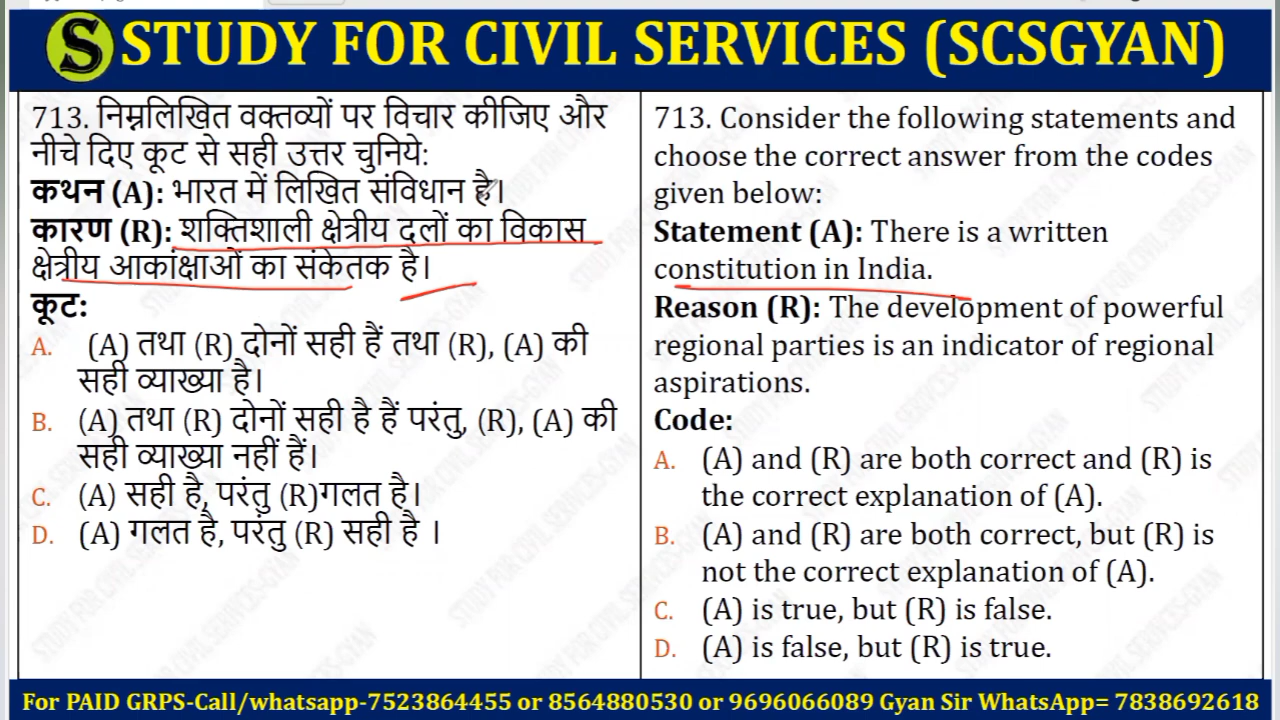 S STUDY FOR CIVIL SERVICES (SCSGYAN)
713. निम्नलिखित वक्तव्यों पर विचार कीजिए और
नीचे दिए कूट से सही उत्तर चुनिये:
कथन (A): भारत में लिखित संविधान है।
कारण (R): शक्तिशाली क्षेत्रीय दलों का विकास
क्षेत्रीय आकांक्षाओं का संकेतक है।
कूट:
A. (A) तथा (R) दोनों सही हैं तथा (R), (A) की
सही व्याख्या है।
B. (A) तथा (R) दोनों सही है हैं परंतु, (R), (A) की
सही व्याख्या नहीं हैं।
C. (A) सही है, परंतु (R)गलत है।
D. (A) गलत है, परंतु (R) सही है ।
713. Consider the following statements and
choose the correct answer from the codes
given below:
Statement (A): There is a written
constitution in India.
Reason (R): The development of powerful
regional parties is an indicator of regional
aspirations.
Code:
A. (A) and (R) are both correct and (R) is
the correct explanation of (A).
B. (A) and (R) are both correct, but (R) is
not the correct explanation of (A).
C. (A) is true, but (R) is false.
D. (A) is false, but (R) is true.
For PAID GRPS-Call/whatsapp-7523864455 or 8564880530 or 9696066089 Gyan Sir WhatsApp= 7838692618